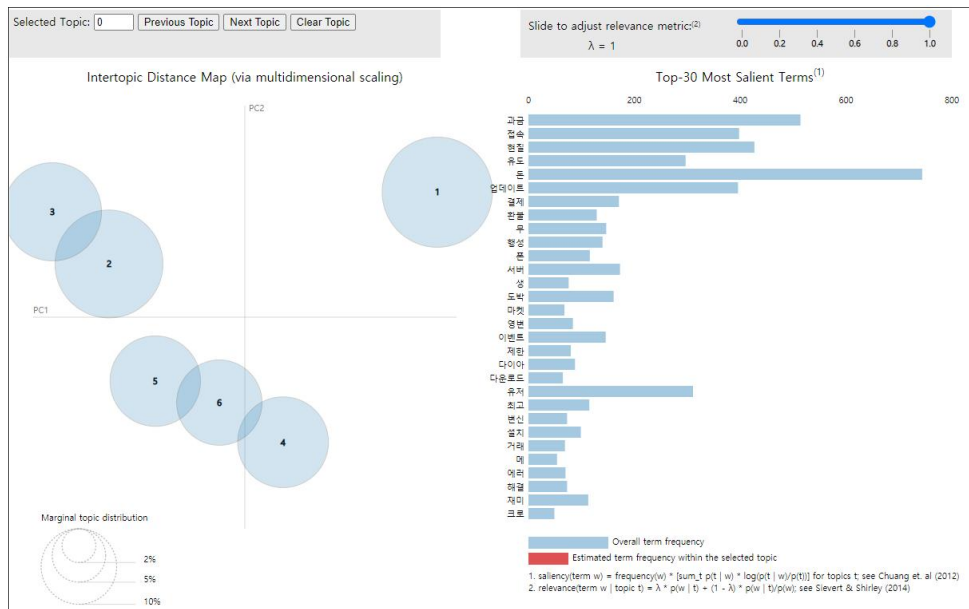 Selected Topic: 0 Previous Topic Next Topic Clear Topic
Slide to adjust relevance metric:(2)
λ = 1
0.0 0.2 0.4 0.6 0.8 1.0
Intertopic Distance Map (via multidimensional scaling)
PC2
PC1
1
3
2
5
6
4
Marginal topic distribution
2%
5%
10%
Top-30 Most Salient Terms(1)
0 200 400 600 800
과금
접속
현질
유도
돈
업데이트
결제
환불
무
형성
폰
서버
생
도박
마켓
영변
이벤트
제한
다이아
다운로드
유저
최고
변신
설치
거래
메
에러
해결
재미
크로
Overall term frequency
Estimated term frequency within the selected topic
1. saliency(term w) = frequency(w) * [sum_t p(t | w) * log(p(t | w)/p(t))] for topics t; see Chuang et. al (2012)
2. relevance(term w | topic t) = λ * p(w | t) + (1 - λ) * p(w | t)/p(w); see Sievert & Shirley (2014)